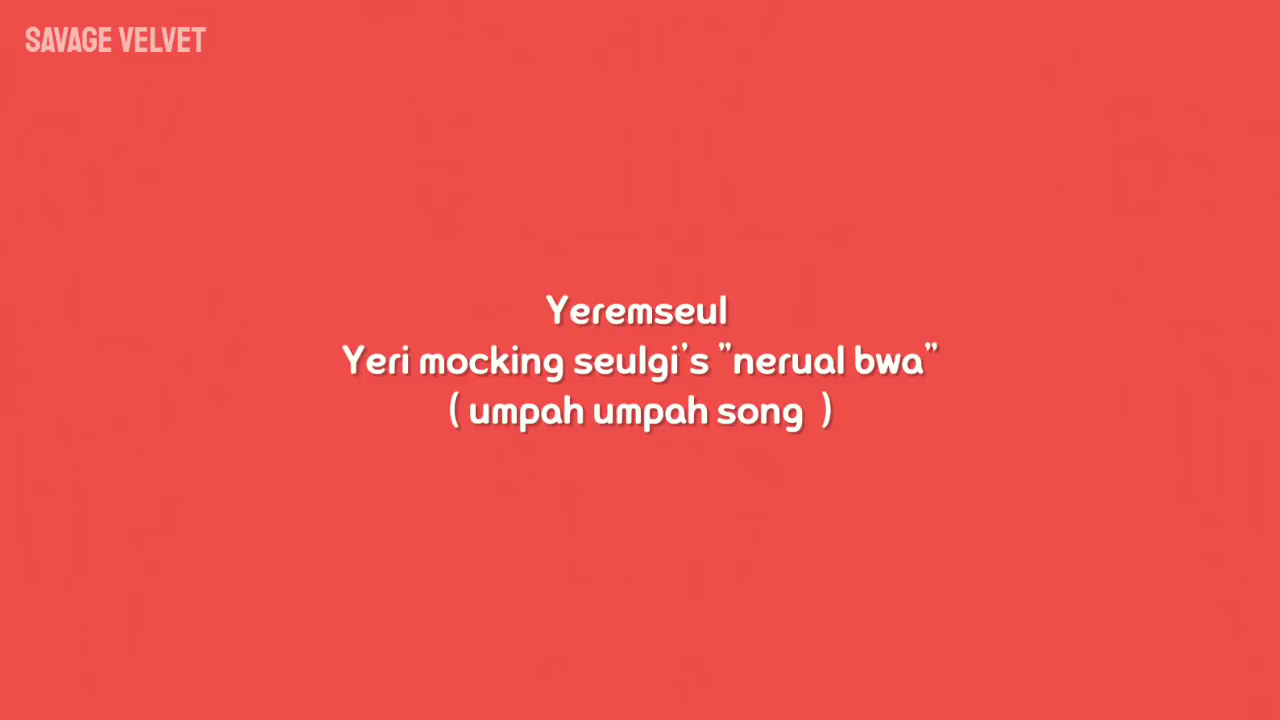 SAVAGE VELVET
Yeremseul
Yeri mocking seulgi's "nerual bwa"
( umpah umpah song )